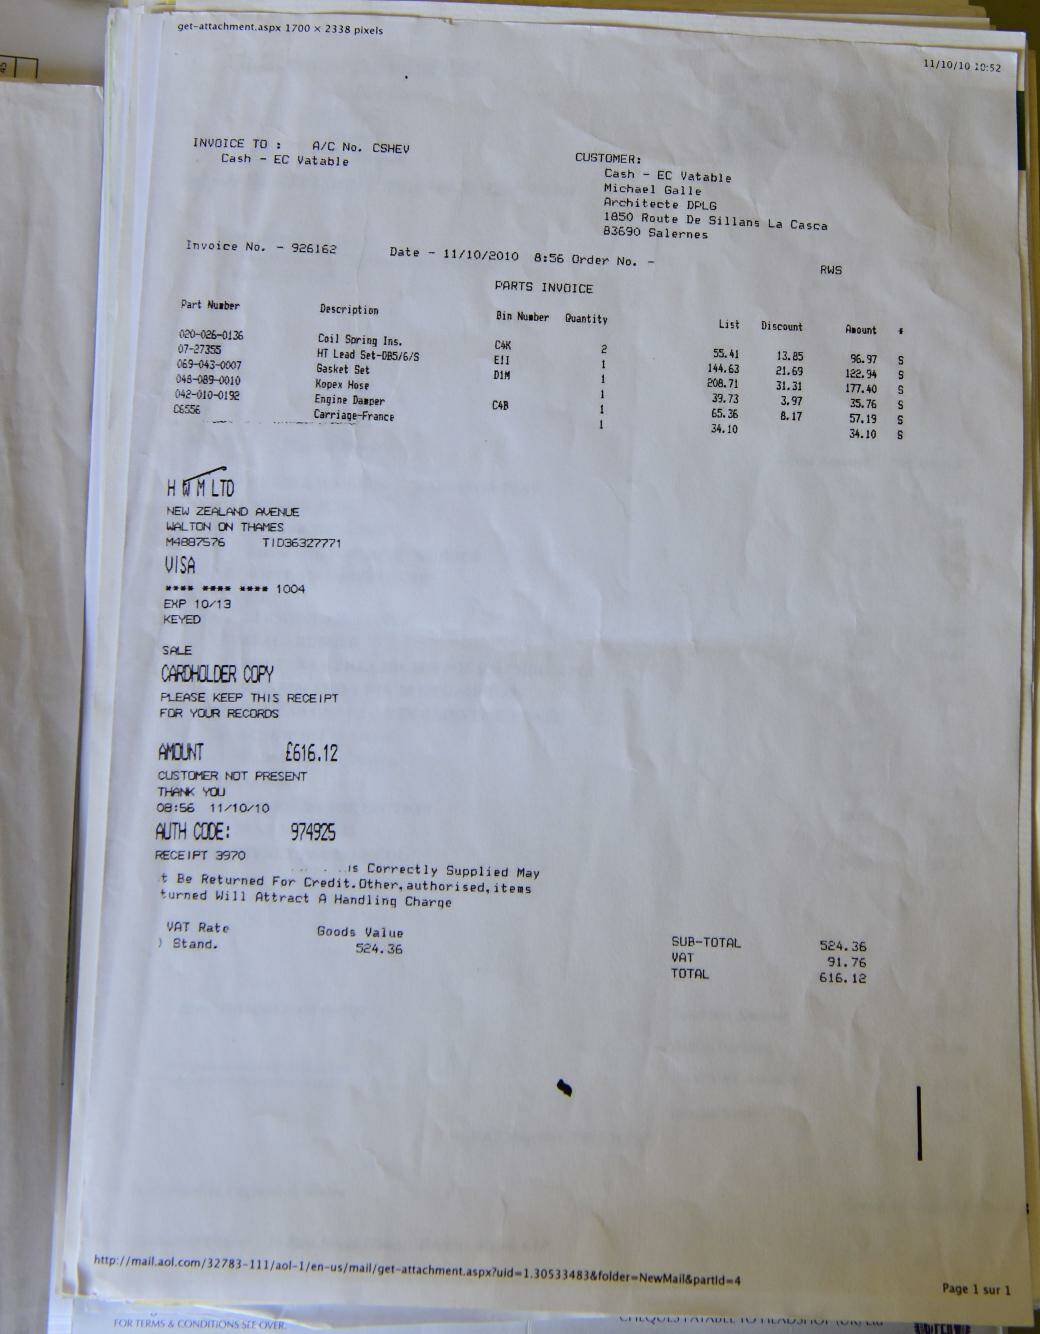 get-attachment.aspx 1700 × 2338 pixels
11/10/10 10:52
INVOICE TO : A/C No. CSHEV
Cash - EC Vatable
CUSTOMER:
Cash - EC Vatable
Michael Galle
Architecte DPLG
1850 Route De Sillans La Casca
83690 Salernes
Invoice No. - 926162 Date - 11/10/2010 8:56 Order No. -
RWS
PARTS INVOICE
Part Number Description Bin Number Quantity List Discount Amount *
020-026-0136 Coil Spring Ins. C4K 2 55.41 13.85 96.97 S
07-27355 HT Lead Set-DB5/6/S E1I 1 144.63 21.69 122.94 S
069-043-0007 Gasket Set D1M 1 208.71 31.31 177.40 S
048-089-0010 Kopex Hose 1 39.73 3.97 35.76 S
042-010-0192 Engine Damper C4B 1 65.36 8.17 57.19 S
C6556 Carriage-France 1 34.10 34.10 S
H W M LTD
NEW ZEALAND AVENUE
WALTON ON THAMES
M4887576 TID36327771
VISA
**** **** **** 1004
EXP 10/13
KEYED
SALE
CARDHOLDER COPY
PLEASE KEEP THIS RECEIPT
FOR YOUR RECORDS
AMOUNT £616.12
CUSTOMER NOT PRESENT
THANK YOU
08:56 11/10/10
AUTH CODE: 974925
RECEIPT 3970
is Correctly Supplied May
t Be Returned For Credit.Other,authorised,items
turned Will Attract A Handling Charge
VAT Rate Goods Value
) Stand. 524.36
SUB-TOTAL 524.36
VAT 91.76
TOTAL 616.12
http://mail.aol.com/32783-111/aol-1/en-us/mail/get-attachment.aspx?uid=1.30533483&folder=NewMail&partId=4
Page 1 sur 1
FOR TERMS & CONDITIONS SEE OVER.
CHEQUES PAYABLE TO HEADSHOP (UK) Ltd